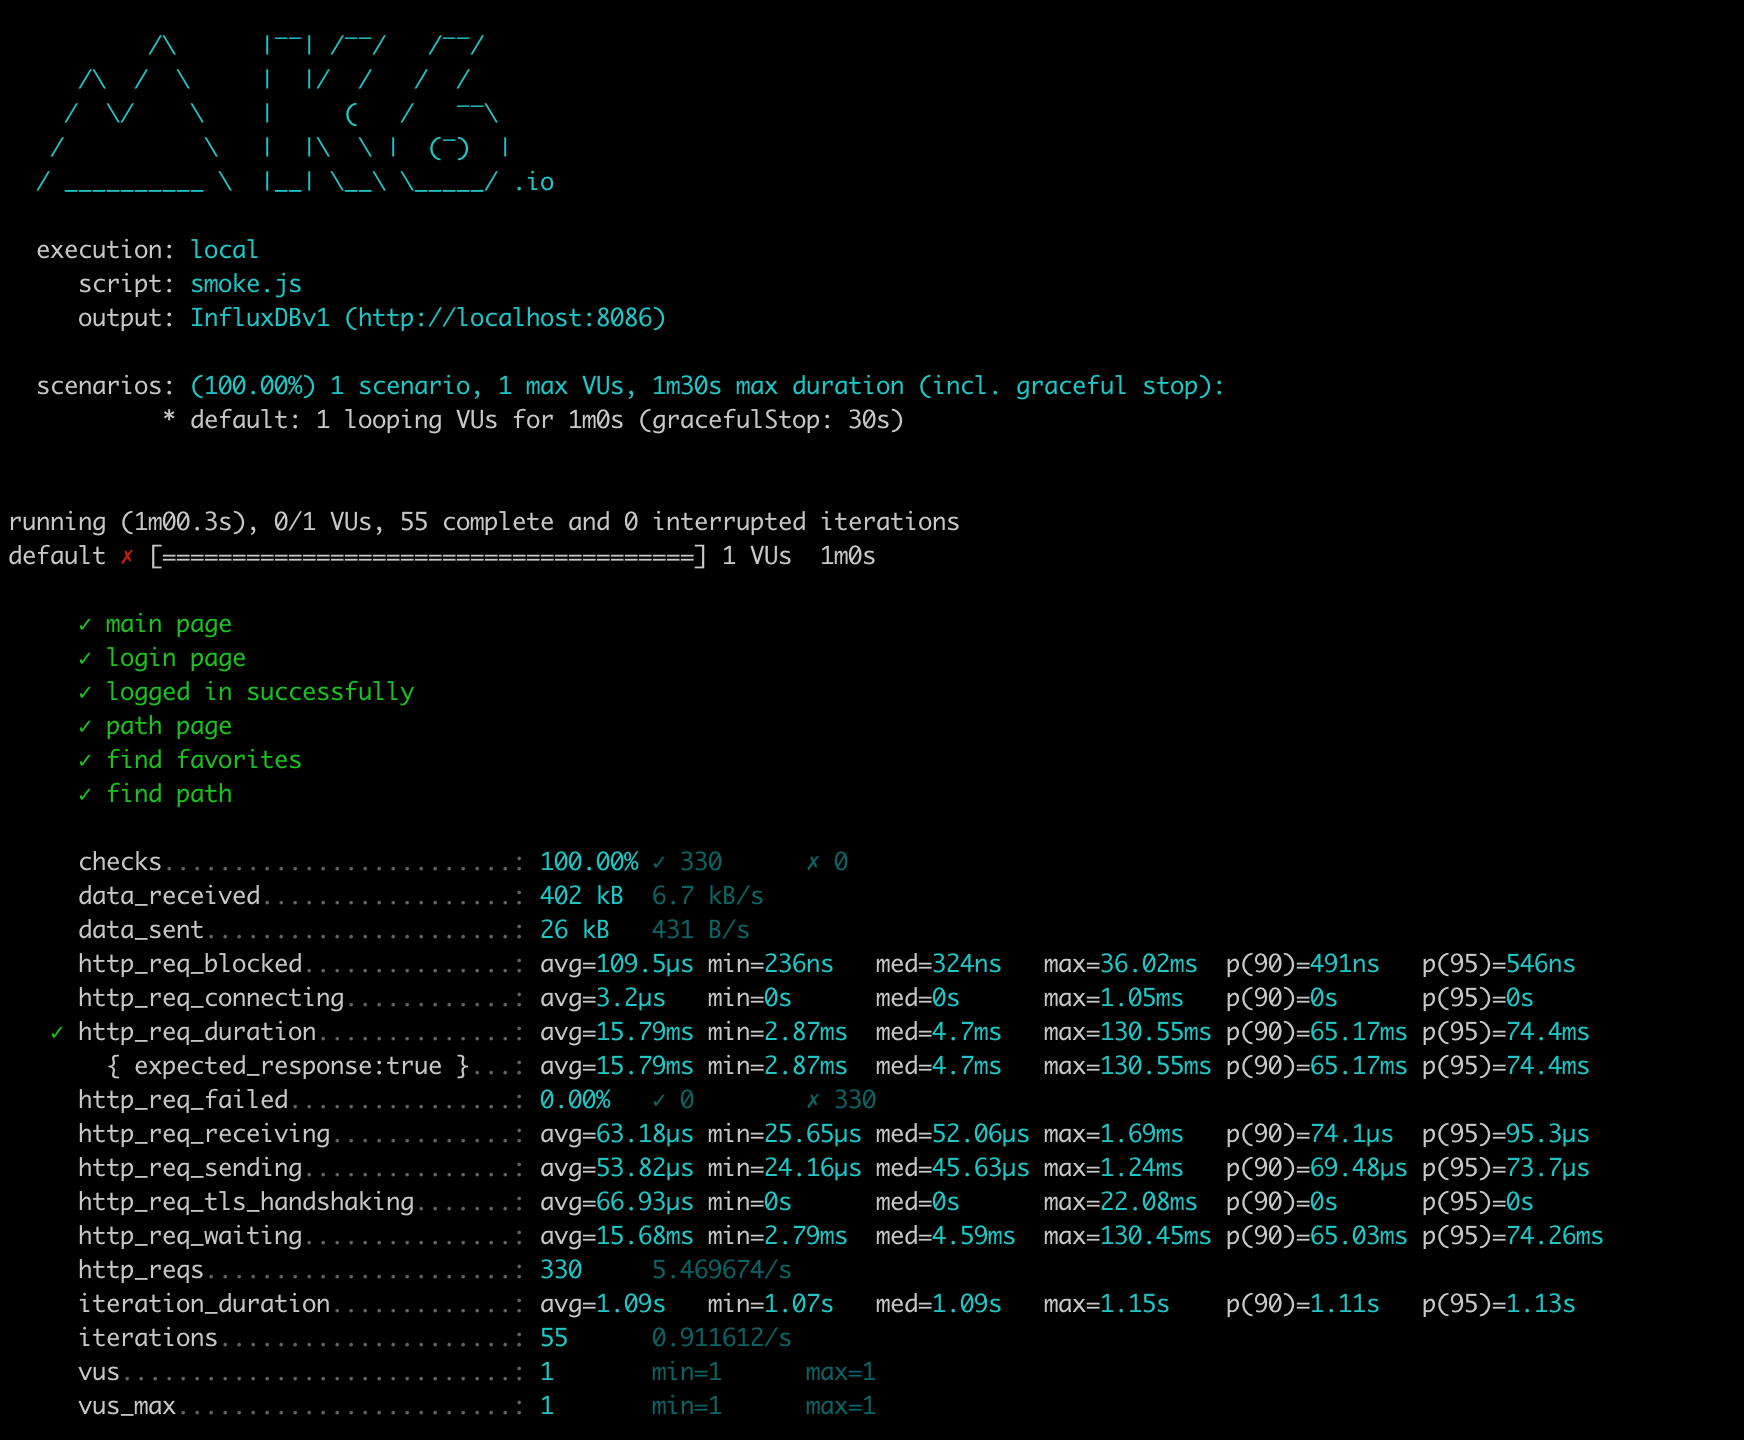 /\      |‾‾| /‾‾/   /‾‾/
     /\  /  \     |  |/  /   /  /
    /  \/    \    |     (   /   ‾‾\
   /          \   |  |\  \ |  (‾)  |
  / __________ \  |__| \__\ \_____/ .io

  execution: local
     script: smoke.js
     output: InfluxDBv1 (http://localhost:8086)

  scenarios: (100.00%) 1 scenario, 1 max VUs, 1m30s max duration (incl. graceful stop):
           * default: 1 looping VUs for 1m0s (gracefulStop: 30s)


running (1m00.3s), 0/1 VUs, 55 complete and 0 interrupted iterations
default ✗ [======================================] 1 VUs  1m0s

     ✓ main page
     ✓ login page
     ✓ logged in successfully
     ✓ path page
     ✓ find favorites
     ✓ find path

     checks.........................: 100.00% ✓ 330      ✗ 0
     data_received..................: 402 kB  6.7 kB/s
     data_sent......................: 26 kB   431 B/s
     http_req_blocked...............: avg=109.5µs min=236ns   med=324ns   max=36.02ms  p(90)=491ns   p(95)=546ns
     http_req_connecting............: avg=3.2µs   min=0s      med=0s      max=1.05ms   p(90)=0s      p(95)=0s
   ✓ http_req_duration..............: avg=15.79ms min=2.87ms  med=4.7ms   max=130.55ms p(90)=65.17ms p(95)=74.4ms
       { expected_response:true }...: avg=15.79ms min=2.87ms  med=4.7ms   max=130.55ms p(90)=65.17ms p(95)=74.4ms
     http_req_failed................: 0.00%   ✓ 0        ✗ 330
     http_req_receiving.............: avg=63.18µs min=25.65µs med=52.06µs max=1.69ms   p(90)=74.1µs  p(95)=95.3µs
     http_req_sending...............: avg=53.82µs min=24.16µs med=45.63µs max=1.24ms   p(90)=69.48µs p(95)=73.7µs
     http_req_tls_handshaking.......: avg=66.93µs min=0s      med=0s      max=22.08ms  p(90)=0s      p(95)=0s
     http_req_waiting...............: avg=15.68ms min=2.79ms  med=4.59ms  max=130.45ms p(90)=65.03ms p(95)=74.26ms
     http_reqs......................: 330     5.469674/s
     iteration_duration.............: avg=1.09s   min=1.07s   med=1.09s   max=1.15s    p(90)=1.11s   p(95)=1.13s
     iterations.....................: 55      0.911612/s
     vus............................: 1       min=1      max=1
     vus_max........................: 1       min=1      max=1